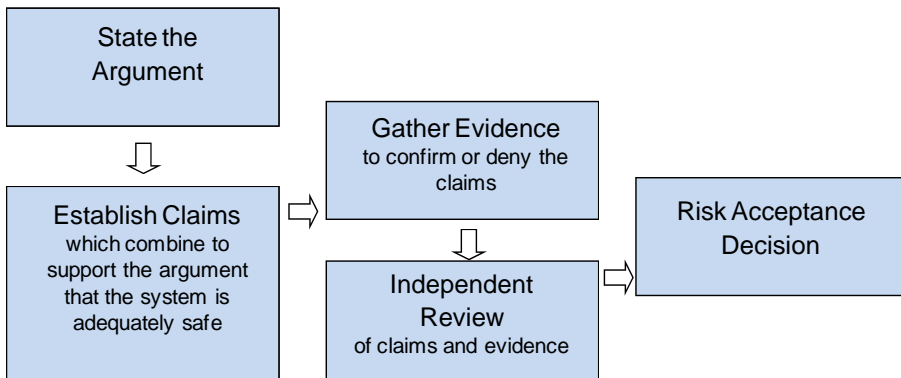 State the
Argument
Establish Claims
which combine to
support the argument
that the system is
adequately safe
Gather Evidence
to confirm or deny the
claims
Independent
Review
of claims and evidence
Risk Acceptance
Decision